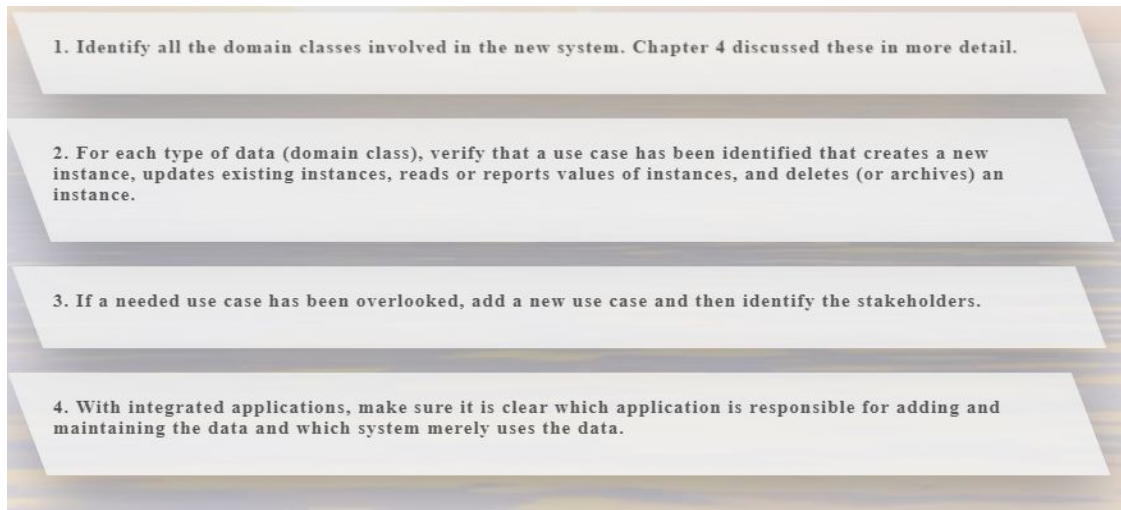 1. Identify all the domain classes involved in the new system. Chapter 4 discussed these in more detail.
2. For each type of data (domain class), verify that a use case has been identified that creates a new
instance, updates existing instances, reads or reports values of instances, and deletes (or archives) an
instance.
3. If a needed use case has been overlooked, add a new use case and then identify the stakeholders.
4. With integrated applications, make sure it is clear which application is responsible for adding and
maintaining the data and which system merely uses the data.